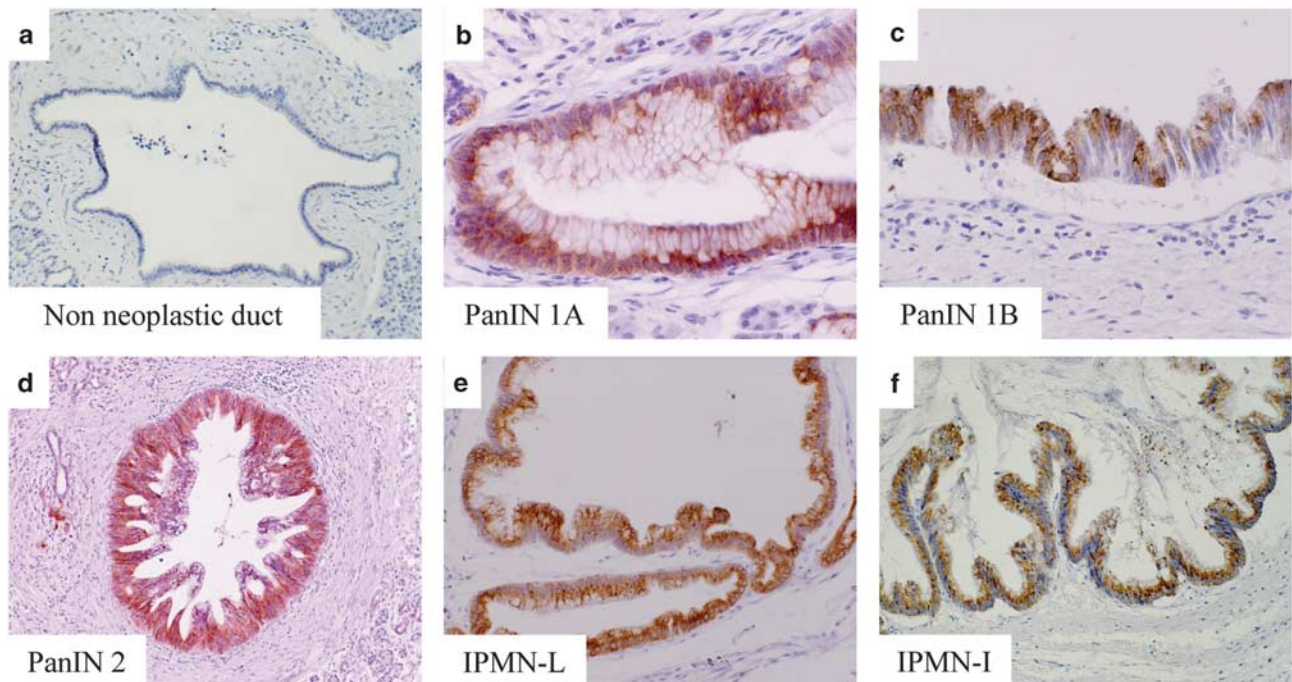 a
Non neoplastic duct
b
PanIN 1A
c
PanIN 1B
d
PanIN 2
e
IPMN-L
f
IPMN-I